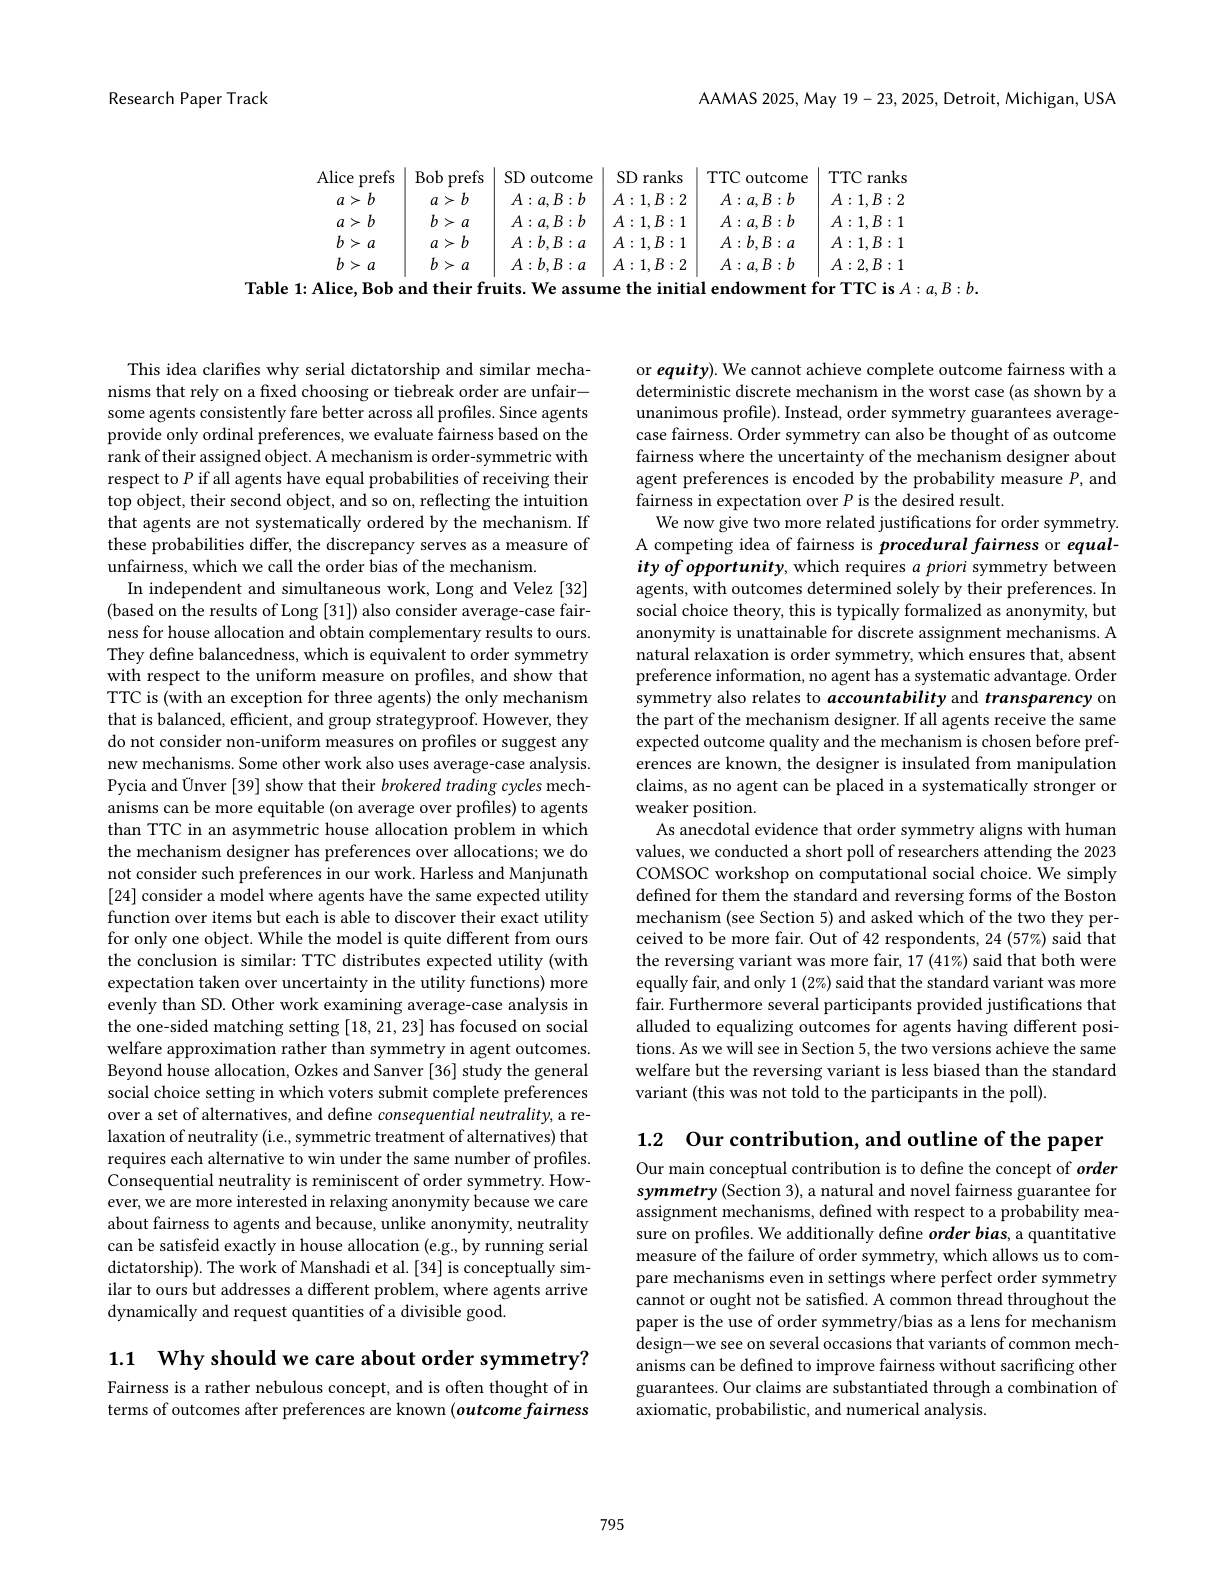 Research Paper Track
AAMAS 2025, May 19 – 23, 2025, Detroit, Michigan, USA
Alice prefs | Bob prefs | SD outcome | SD ranks | TTC outcome | TTC ranks
a ≻ b | a ≻ b | A : a, B : b | A : 1, B : 2 | A : a, B : b | A : 1, B : 2
a ≻ b | b ≻ a | A : a, B : b | A : 1, B : 1 | A : a, B : b | A : 1, B : 1
b ≻ a | a ≻ b | A : b, B : a | A : 1, B : 1 | A : b, B : a | A : 1, B : 1
b ≻ a | b ≻ a | A : b, B : a | A : 1, B : 2 | A : a, B : b | A : 2, B : 1
Table 1: Alice, Bob and their fruits. We assume the initial endowment for TTC is A : a, B : b.
This idea clarifies why serial dictatorship and similar mecha-
nisms that rely on a fixed choosing or tiebreak order are unfair—
some agents consistently fare better across all profiles. Since agents
provide only ordinal preferences, we evaluate fairness based on the
rank of their assigned object. A mechanism is order-symmetric with
respect to P if all agents have equal probabilities of receiving their
top object, their second object, and so on, reflecting the intuition
that agents are not systematically ordered by the mechanism. If
these probabilities differ, the discrepancy serves as a measure of
unfairness, which we call the order bias of the mechanism.
In independent and simultaneous work, Long and Velez [32]
(based on the results of Long [31]) also consider average-case fair-
ness for house allocation and obtain complementary results to ours.
They define balancedness, which is equivalent to order symmetry
with respect to the uniform measure on profiles, and show that
TTC is (with an exception for three agents) the only mechanism
that is balanced, efficient, and group strategyproof. However, they
do not consider non-uniform measures on profiles or suggest any
new mechanisms. Some other work also uses average-case analysis.
Pycia and Ünver [39] show that their brokered trading cycles mech-
anisms can be more equitable (on average over profiles) to agents
than TTC in an asymmetric house allocation problem in which
the mechanism designer has preferences over allocations; we do
not consider such preferences in our work. Harless and Manjunath
[24] consider a model where agents have the same expected utility
function over items but each is able to discover their exact utility
for only one object. While the model is quite different from ours
the conclusion is similar: TTC distributes expected utility (with
expectation taken over uncertainty in the utility functions) more
evenly than SD. Other work examining average-case analysis in
the one-sided matching setting [18, 21, 23] has focused on social
welfare approximation rather than symmetry in agent outcomes.
Beyond house allocation, Ozkes and Sanver [36] study the general
social choice setting in which voters submit complete preferences
over a set of alternatives, and define consequential neutrality, a re-
laxation of neutrality (i.e., symmetric treatment of alternatives) that
requires each alternative to win under the same number of profiles.
Consequential neutrality is reminiscent of order symmetry. How-
ever, we are more interested in relaxing anonymity because we care
about fairness to agents and because, unlike anonymity, neutrality
can be satisfeid exactly in house allocation (e.g., by running serial
dictatorship). The work of Manshadi et al. [34] is conceptually sim-
ilar to ours but addresses a different problem, where agents arrive
dynamically and request quantities of a divisible good.
1.1 Why should we care about order symmetry?
Fairness is a rather nebulous concept, and is often thought of in
terms of outcomes after preferences are known (outcome fairness
or equity). We cannot achieve complete outcome fairness with a
deterministic discrete mechanism in the worst case (as shown by a
unanimous profile). Instead, order symmetry guarantees average-
case fairness. Order symmetry can also be thought of as outcome
fairness where the uncertainty of the mechanism designer about
agent preferences is encoded by the probability measure P, and
fairness in expectation over P is the desired result.
We now give two more related justifications for order symmetry.
A competing idea of fairness is procedural fairness or equal-
ity of opportunity, which requires a priori symmetry between
agents, with outcomes determined solely by their preferences. In
social choice theory, this is typically formalized as anonymity, but
anonymity is unattainable for discrete assignment mechanisms. A
natural relaxation is order symmetry, which ensures that, absent
preference information, no agent has a systematic advantage. Order
symmetry also relates to accountability and transparency on
the part of the mechanism designer. If all agents receive the same
expected outcome quality and the mechanism is chosen before pref-
erences are known, the designer is insulated from manipulation
claims, as no agent can be placed in a systematically stronger or
weaker position.
As anecdotal evidence that order symmetry aligns with human
values, we conducted a short poll of researchers attending the 2023
COMSOC workshop on computational social choice. We simply
defined for them the standard and reversing forms of the Boston
mechanism (see Section 5) and asked which of the two they per-
ceived to be more fair. Out of 42 respondents, 24 (57%) said that
the reversing variant was more fair, 17 (41%) said that both were
equally fair, and only 1 (2%) said that the standard variant was more
fair. Furthermore several participants provided justifications that
alluded to equalizing outcomes for agents having different posi-
tions. As we will see in Section 5, the two versions achieve the same
welfare but the reversing variant is less biased than the standard
variant (this was not told to the participants in the poll).
1.2 Our contribution, and outline of the paper
Our main conceptual contribution is to define the concept of order
symmetry (Section 3), a natural and novel fairness guarantee for
assignment mechanisms, defined with respect to a probability mea-
sure on profiles. We additionally define order bias, a quantitative
measure of the failure of order symmetry, which allows us to com-
pare mechanisms even in settings where perfect order symmetry
cannot or ought not be satisfied. A common thread throughout the
paper is the use of order symmetry/bias as a lens for mechanism
design—we see on several occasions that variants of common mech-
anisms can be defined to improve fairness without sacrificing other
guarantees. Our claims are substantiated through a combination of
axiomatic, probabilistic, and numerical analysis.
795